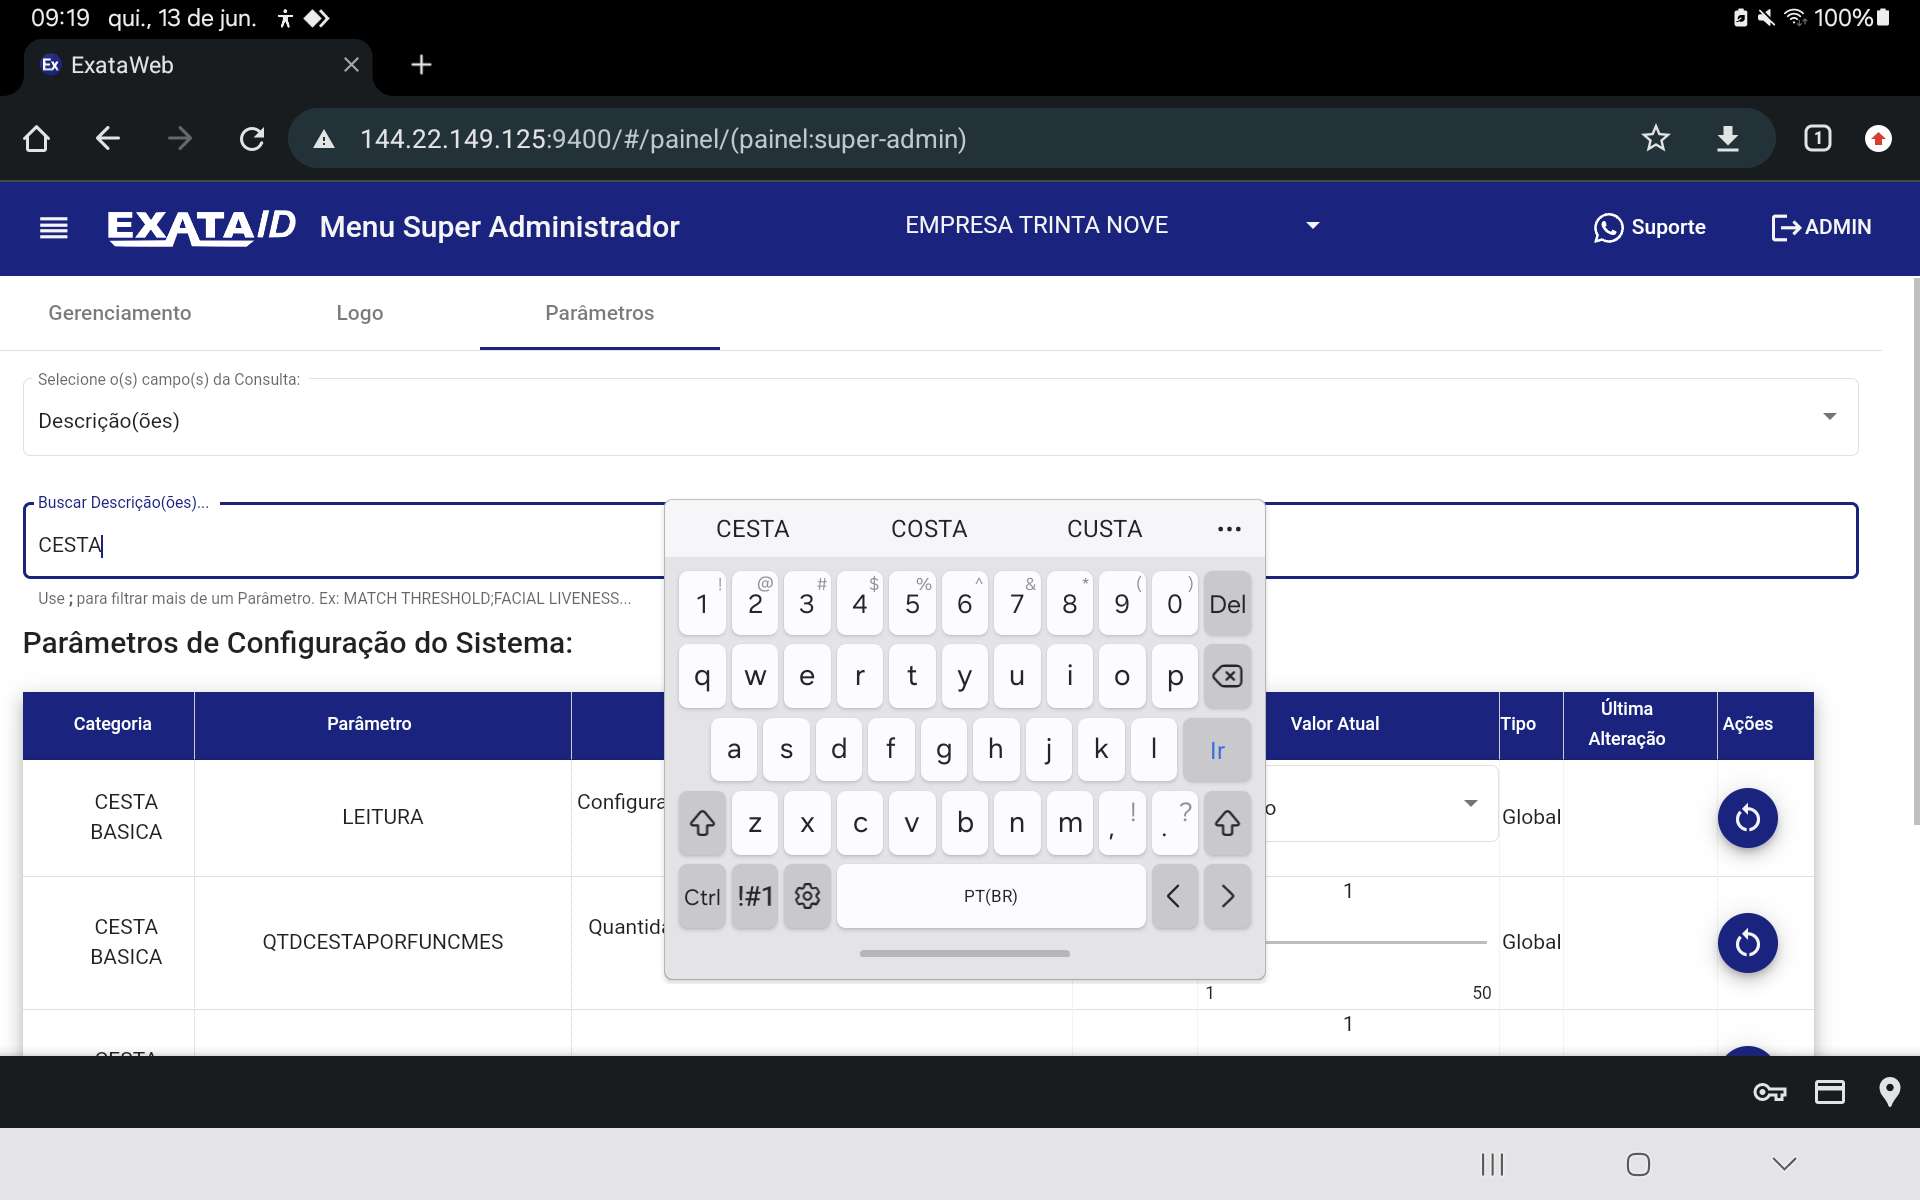 09:19 qui., 13 de jun.
100%
Ex ExataWeb
144.22.149.125:9400/#/painel/(painel:super-admin)
1
EXATA/ID Menu Super Administrador
EMPRESA TRINTA NOVE
Suporte
ADMIN
Gerenciamento
Logo
Parâmetros
Selecione o(s) campo(s) da Consulta:
Descrição(ões)
Buscar Descrição(ões)...
CESTA
Use ; para filtrar mais de um Parâmetro. Ex: MATCH THRESHOLD;FACIAL LIVENESS...
Parâmetros de Configuração do Sistema:
Categoria Parâmetro Valor Atual Tipo Última Alteração Ações
CESTA BASICA LEITURA Configura o Global
CESTA BASICA QTDCESTAPORFUNCMES Quantida 1 Global
1 50
CESTA 1
CESTA COSTA CUSTA ...
! @ # $ % ^ & * ( )
1 2 3 4 5 6 7 8 9 0 Del
q w e r t y u i o p
a s d f g h j k l Ir
z x c v b n m , ! . ?
Ctrl !#1 PT(BR) < >